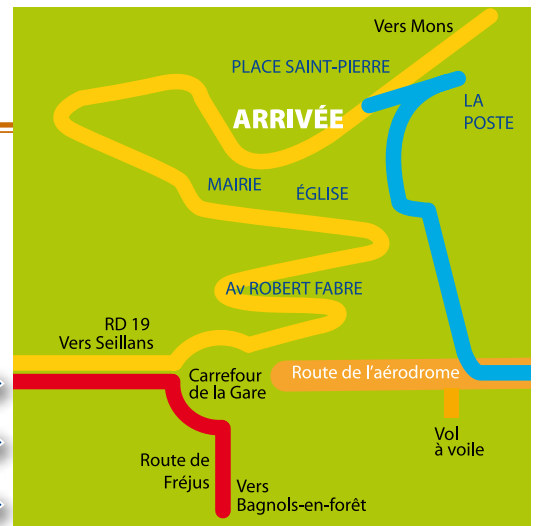 Vers Mons
PLACE SAINT-PIERRE
LA
POSTE
ARRIVÉE
MAIRIE
ÉGLISE
Av ROBERT FABRE
RD 19
Vers Seillans
Carrefour
de la Gare
Route de l'aérodrome
Vol
à voile
Route de
Fréjus
Vers
Bagnols-en-forêt